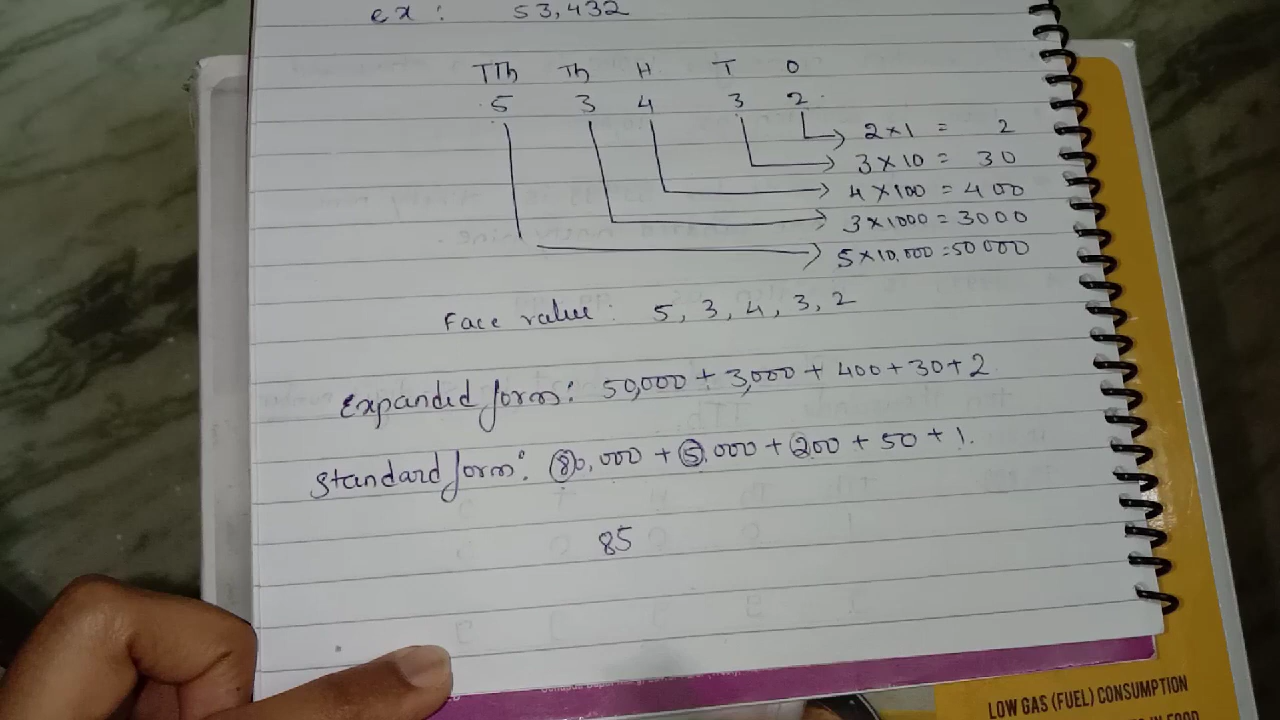 ex : 53,432
TTh Th H T O
5 3 4 3 2
2 × 1 = 2
3 × 10 = 30
4 × 100 = 400
3 × 1000 = 3000
5 × 10,000 = 50000
Face value : 5, 3, 4, 3, 2
Expanded form : 50,000 + 3,000 + 400 + 30 + 2
Standard form : 80,000 + 5,000 + 200 + 50 + 1.
85
LOW GAS (FUEL) CONSUMPTION
IN FOOD